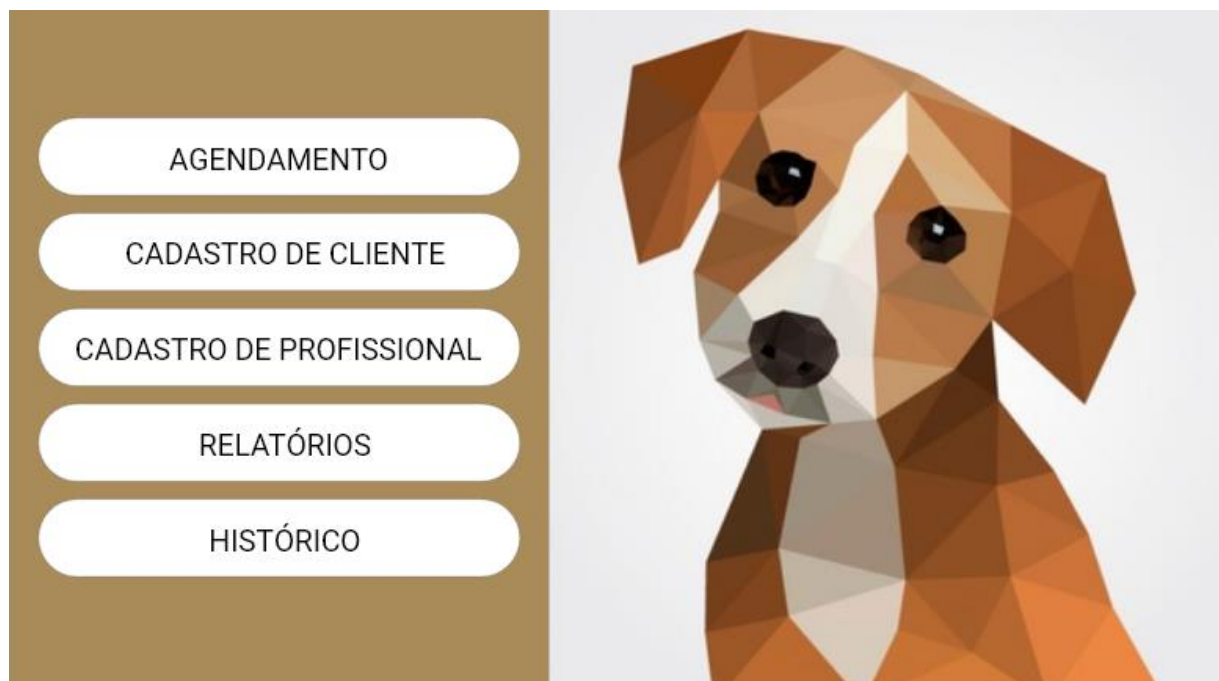 AGENDAMENTO
CADASTRO DE CLIENTE
CADASTRO DE PROFISSIONAL
RELATÓRIOS
HISTÓRICO